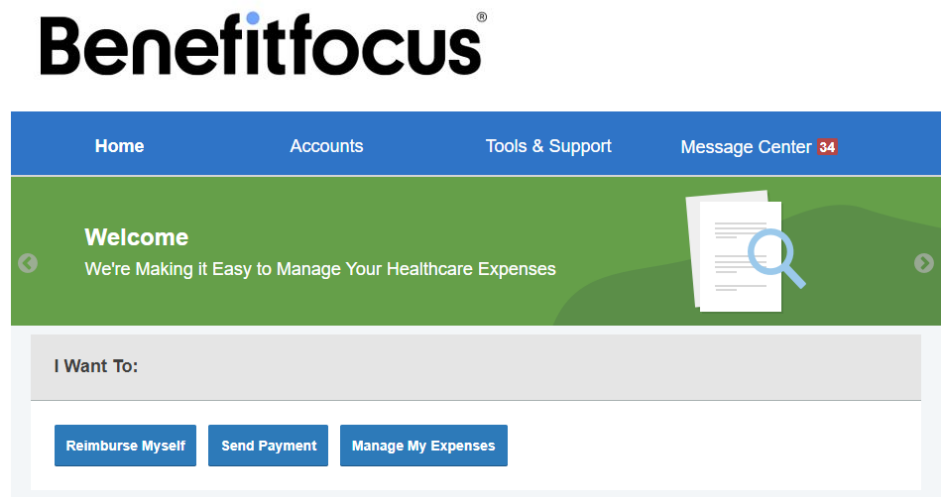 Benefitfocus®
Home Accounts Tools & Support Message Center 34
Welcome
We're Making it Easy to Manage Your Healthcare Expenses
I Want To:
Reimburse Myself Send Payment Manage My Expenses